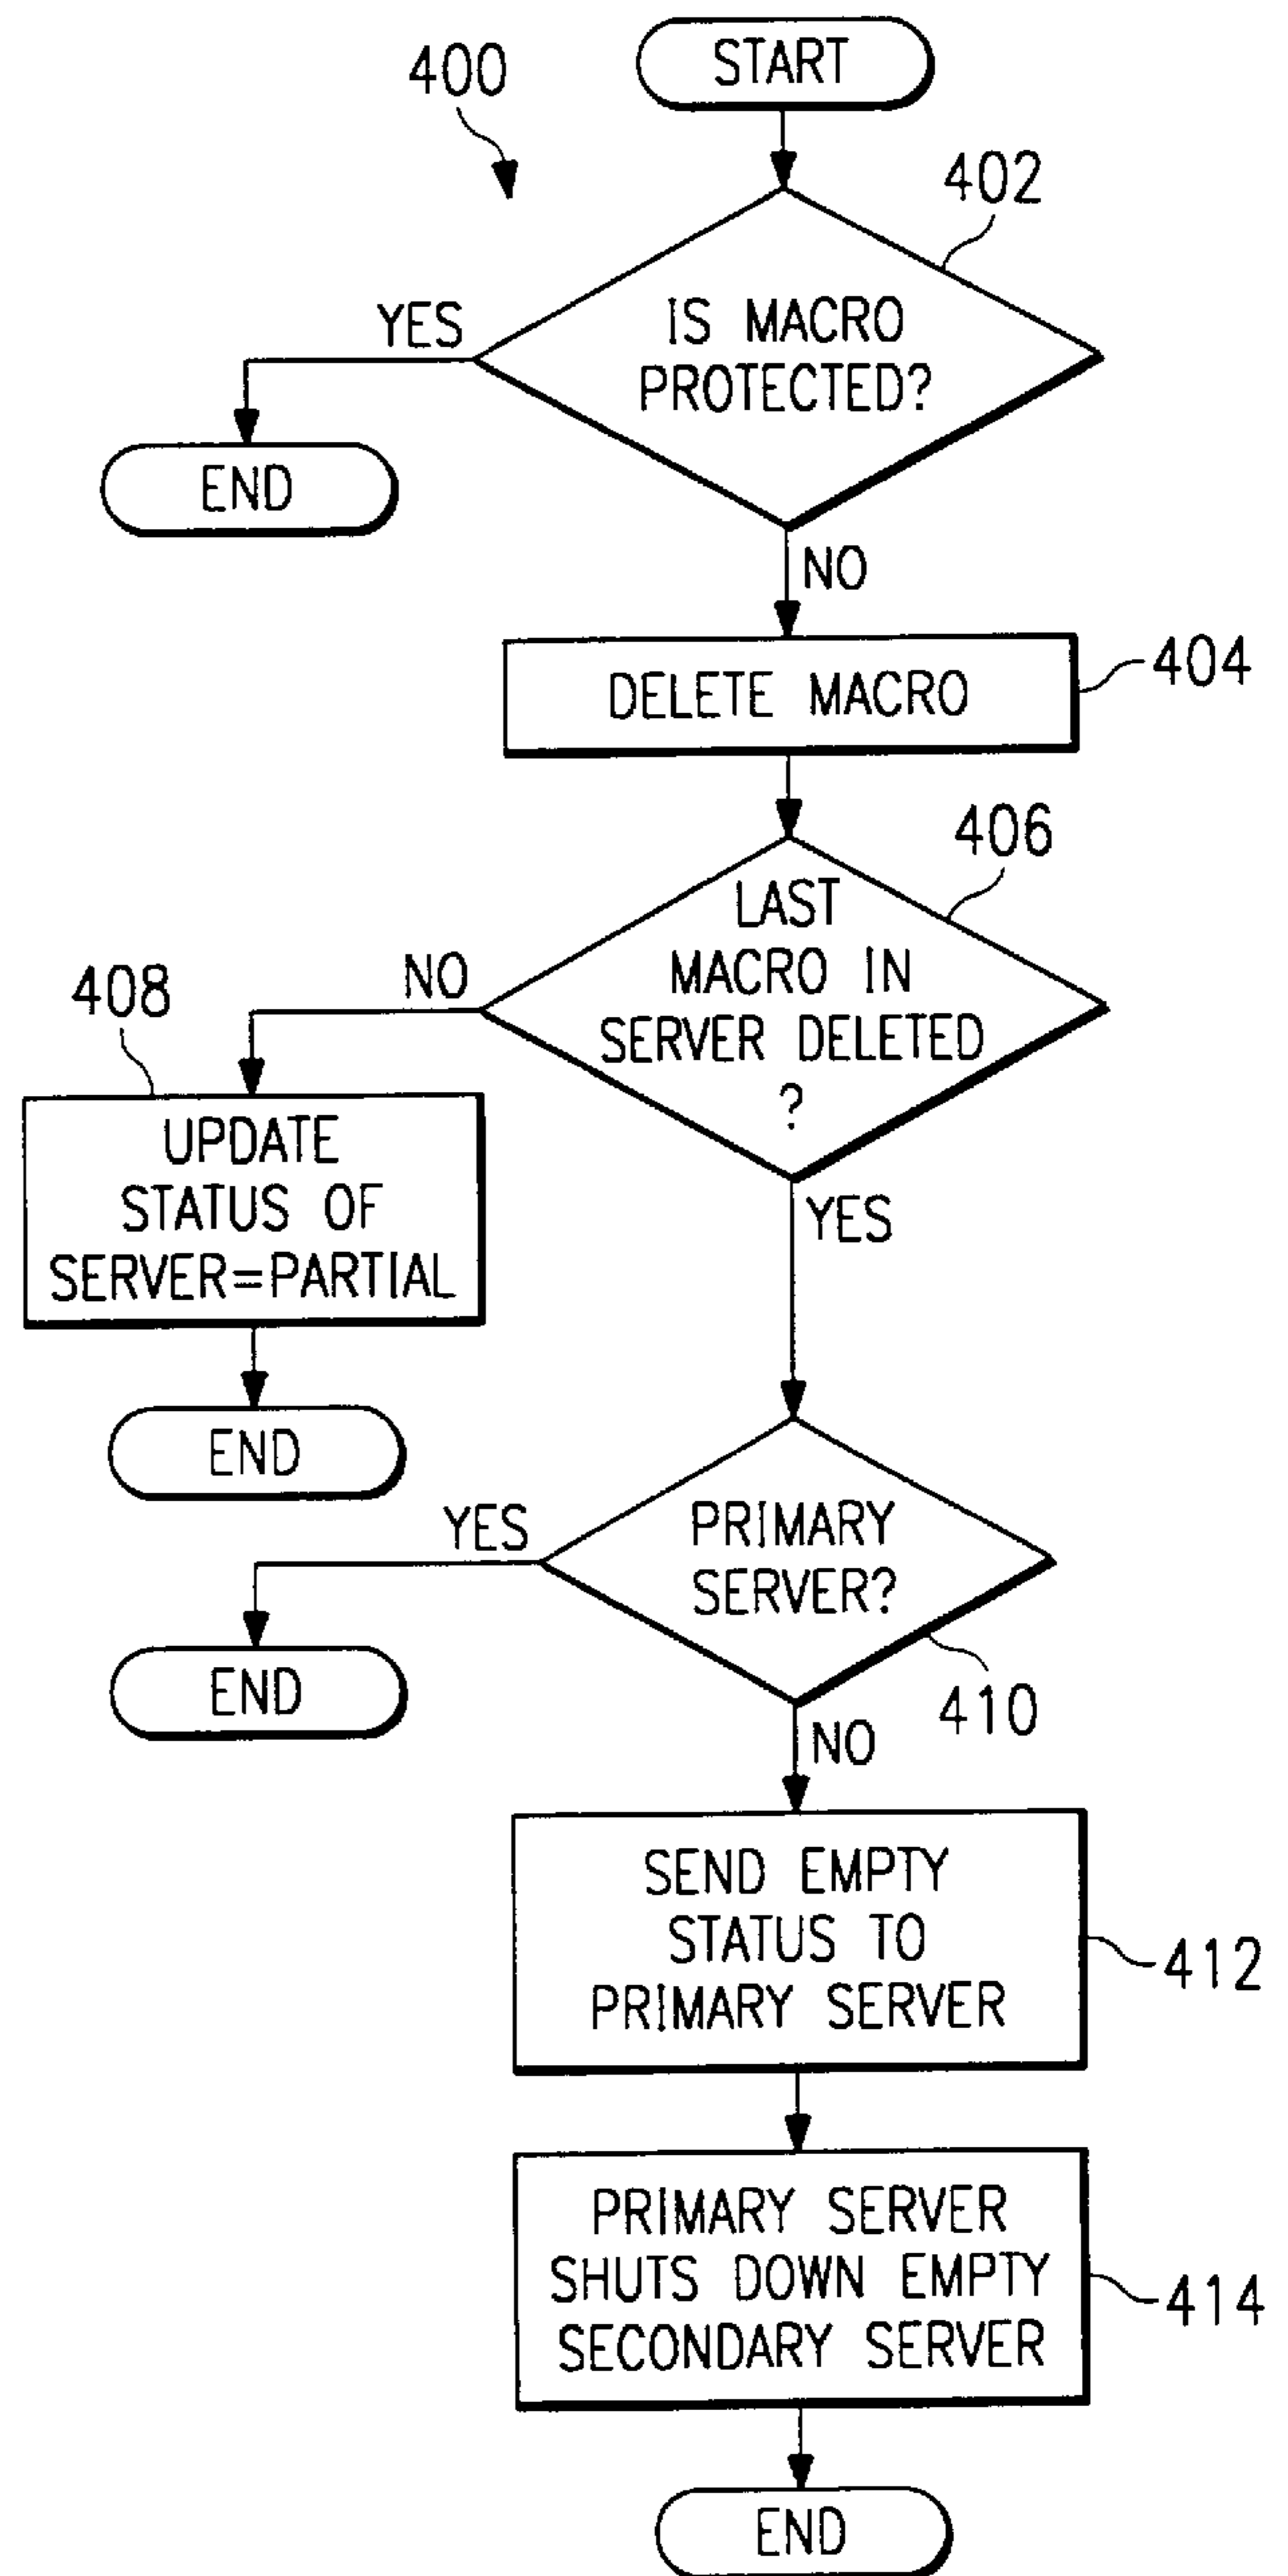 START
400
402
IS MACRO
PROTECTED?
YES
END
NO
DELETE MACRO
404
406
LAST
MACRO IN
SERVER DELETED
?
NO
408
UPDATE
STATUS OF
SERVER=PARTIAL
END
YES
PRIMARY
SERVER?
YES
END
410
NO
SEND EMPTY
STATUS TO
PRIMARY SERVER
412
PRIMARY SERVER
SHUTS DOWN EMPTY
SECONDARY SERVER
414
END